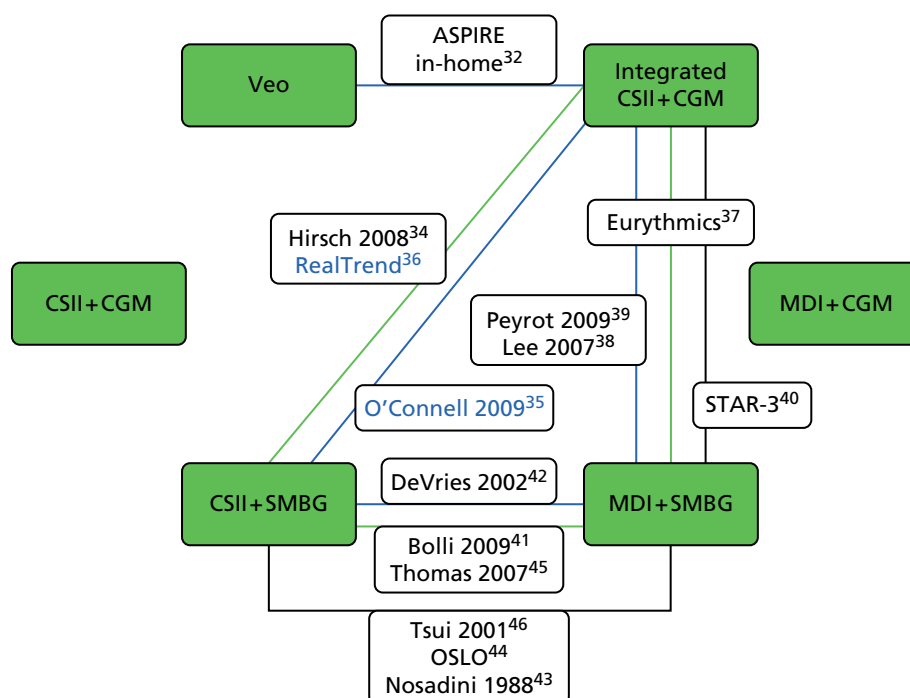 ASPIRE
in-home32
Veo
Integrated
CSII+CGM
Hirsch 200834
RealTrend36
Eurythmics37
CSII+CGM
MDI+CGM
Peyrot 200939
Lee 200738
O'Connell 200935
STAR-340
CSII+SMBG
DeVries 200242
MDI+SMBG
Bolli 200941
Thomas 200745
Tsui 200146
OSLO44
Nosadini 198843